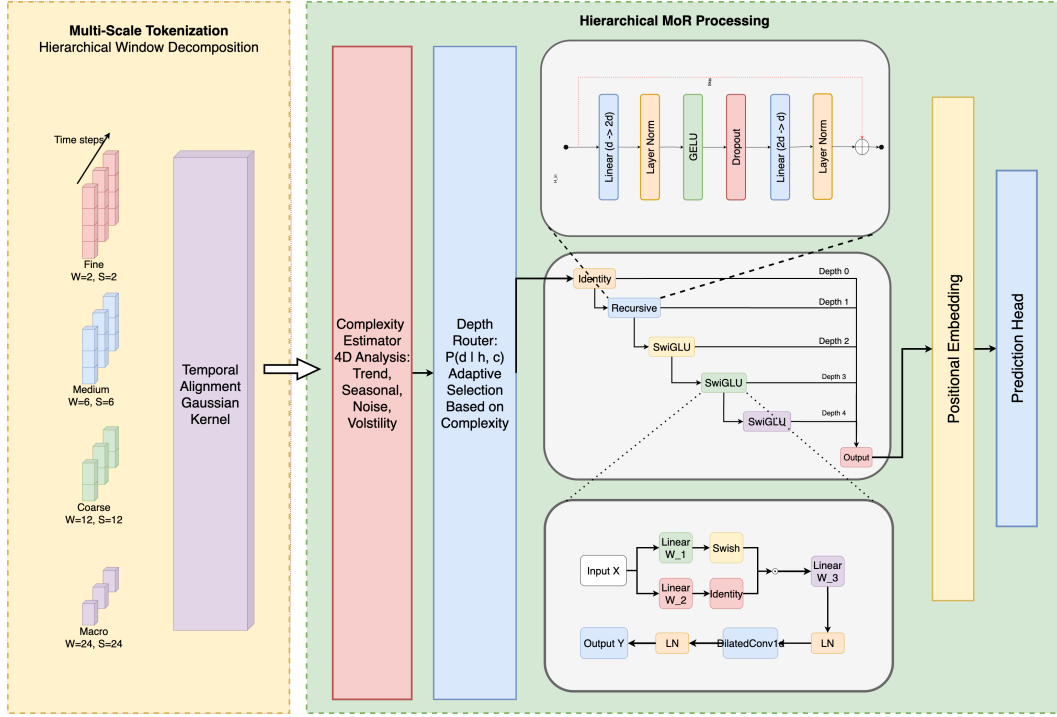 Multi-Scale Tokenization
Hierarchical Window Decomposition
Time steps
Fine
W=2, S=2
Medium
W=6, S=6
Coarse
W=12, S=12
Macro
W=24, S=24
Temporal
Alignment
Gaussian
Kernel
Hierarchical MoR Processing
Complexity
Estimator
4D Analysis:
Trend,
Seasonal,
Noise,
Volstility
Depth
Router:
P(d l h, c)
Adaptive
Selection
Based on
Complexity
Skip
H_in
Linear (d -> 2d)
Layer Norm
GELU
Dropout
Linear (2d -> d)
Layer Norm
Identity
Depth 0
Recursive
Depth 1
SwiGLU
Depth 2
SwiGLU
Depth 3
SwiGLU
Depth 4
Output
Input X
Linear
W_1
Swish
Linear
W_2
Identity
Linear
W_3
Output Y
LN
DilatedConv1d
LN
Positional Embedding
Prediction Head